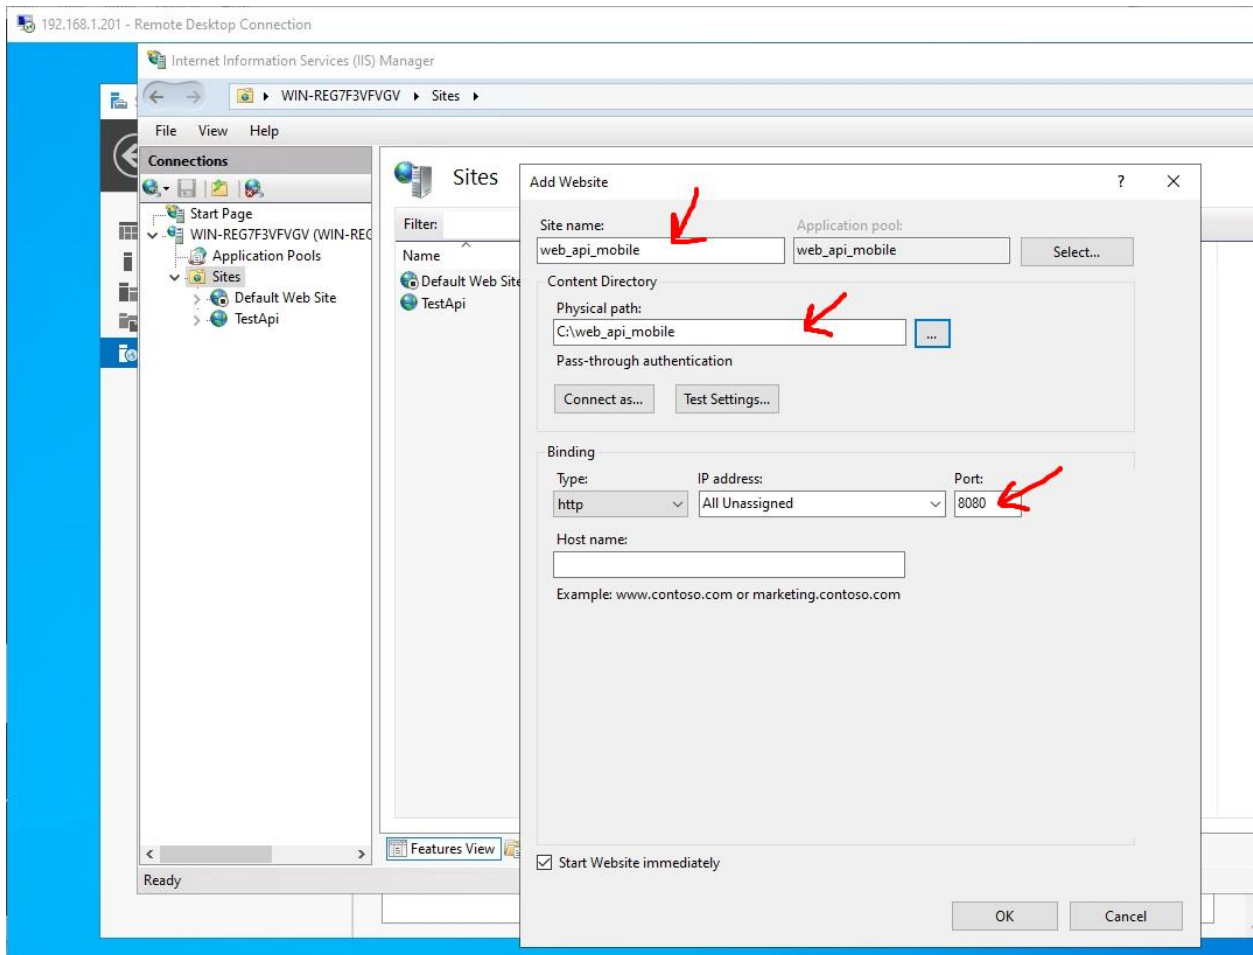 192.168.1.201 - Remote Desktop Connection
Internet Information Services (IIS) Manager
WIN-REG7F3VFVGV
Sites
File View Help
Connections
Start Page
WIN-REG7F3VFVGV (WIN-REG
Application Pools
Sites
Default Web Site
TestApi
Sites
Filter:
Name
Default Web Site
TestApi
Add Website
?
Site name:
Application pool:
web_api_mobile
web_api_mobile
Select...
Content Directory
Physical path:
C:\web_api_mobile
...
Pass-through authentication
Connect as...
Test Settings...
Binding
Type:
IP address:
Port:
http
All Unassigned
8080
Host name:
Example: www.contoso.com or marketing.contoso.com
Start Website immediately
OK
Cancel
Features View
Ready